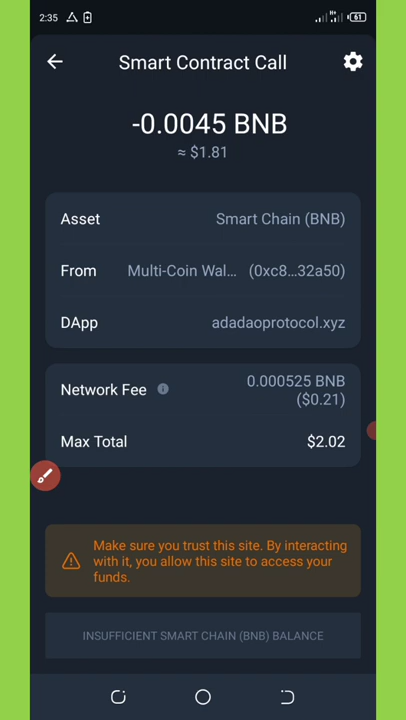 2:35
61
Smart Contract Call
-0.0045 BNB
≈ $1.81
Asset Smart Chain (BNB)
From Multi-Coin Wal... (0xc8...32a50)
DApp adadaoprotocol.xyz
Network Fee 0.000525 BNB
($0.21)
Max Total $2.02
Make sure you trust this site. By interacting
with it, you allow this site to access your
funds.
INSUFFICIENT SMART CHAIN (BNB) BALANCE